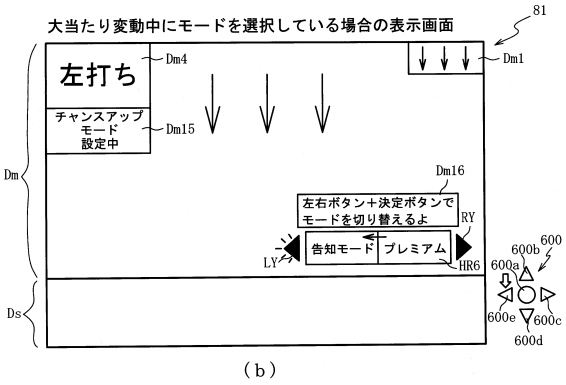 大当たり変動中にモードを選択している場合の表示画面
81
左打ち
Dm4
Dm1
チャンスアップ
モード
設定中
Dm15
Dm
Dm16
左右ボタン＋決定ボタンで
モードを切り替えるよ
RY
告知モード
プレミアム
LY
HR6
600
600b
600a
600e
600c
600d
Ds
(b)